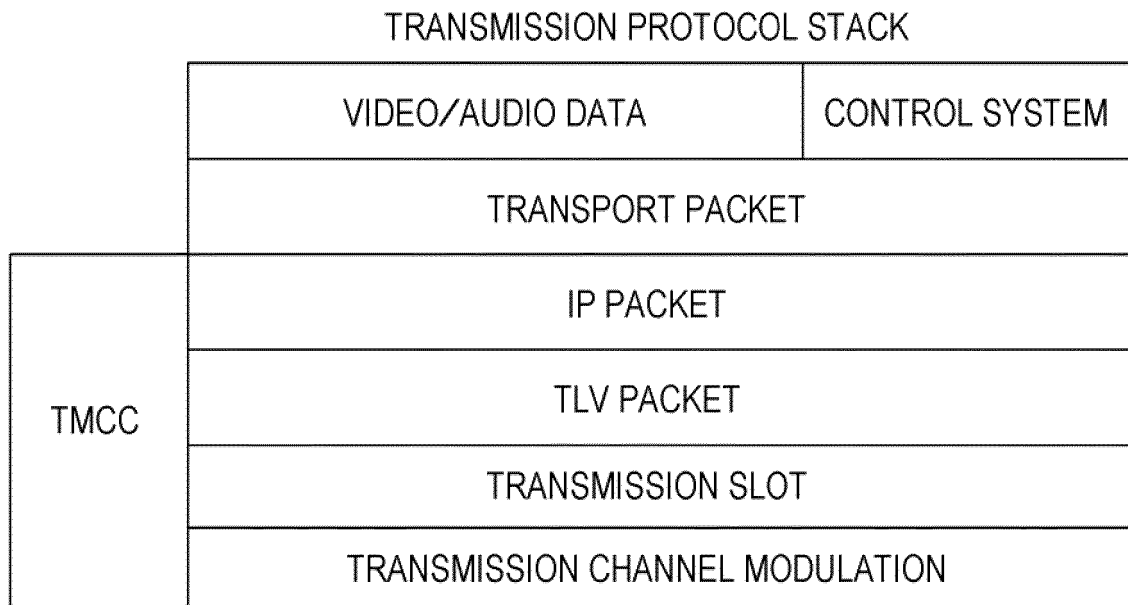 TRANSMISSION PROTOCOL STACK
VIDEO/AUDIO DATA
CONTROL SYSTEM
TRANSPORT PACKET
IP PACKET
TLV PACKET
TMCC
TRANSMISSION SLOT
TRANSMISSION CHANNEL MODULATION